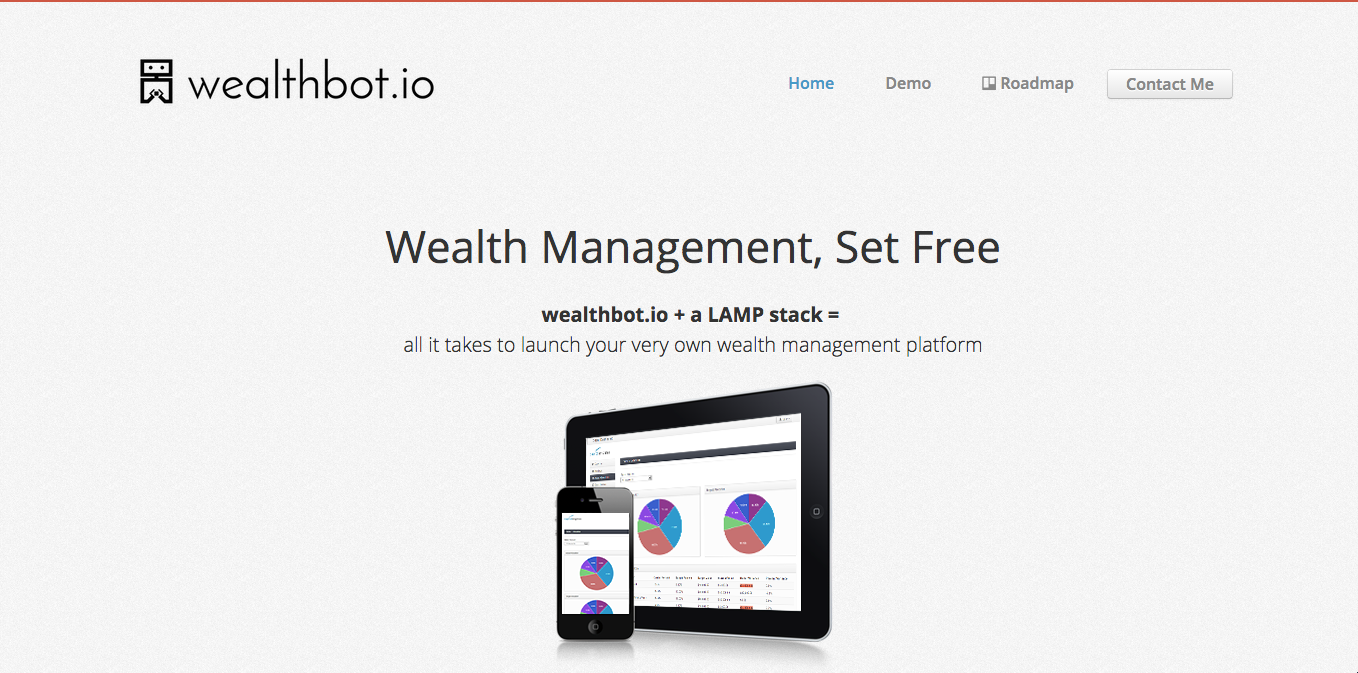 wealthbot.io
Home
Demo
Roadmap
Contact Me
Wealth Management, Set Free
wealthbot.io + a LAMP stack =
all it takes to launch your very own wealth management platform